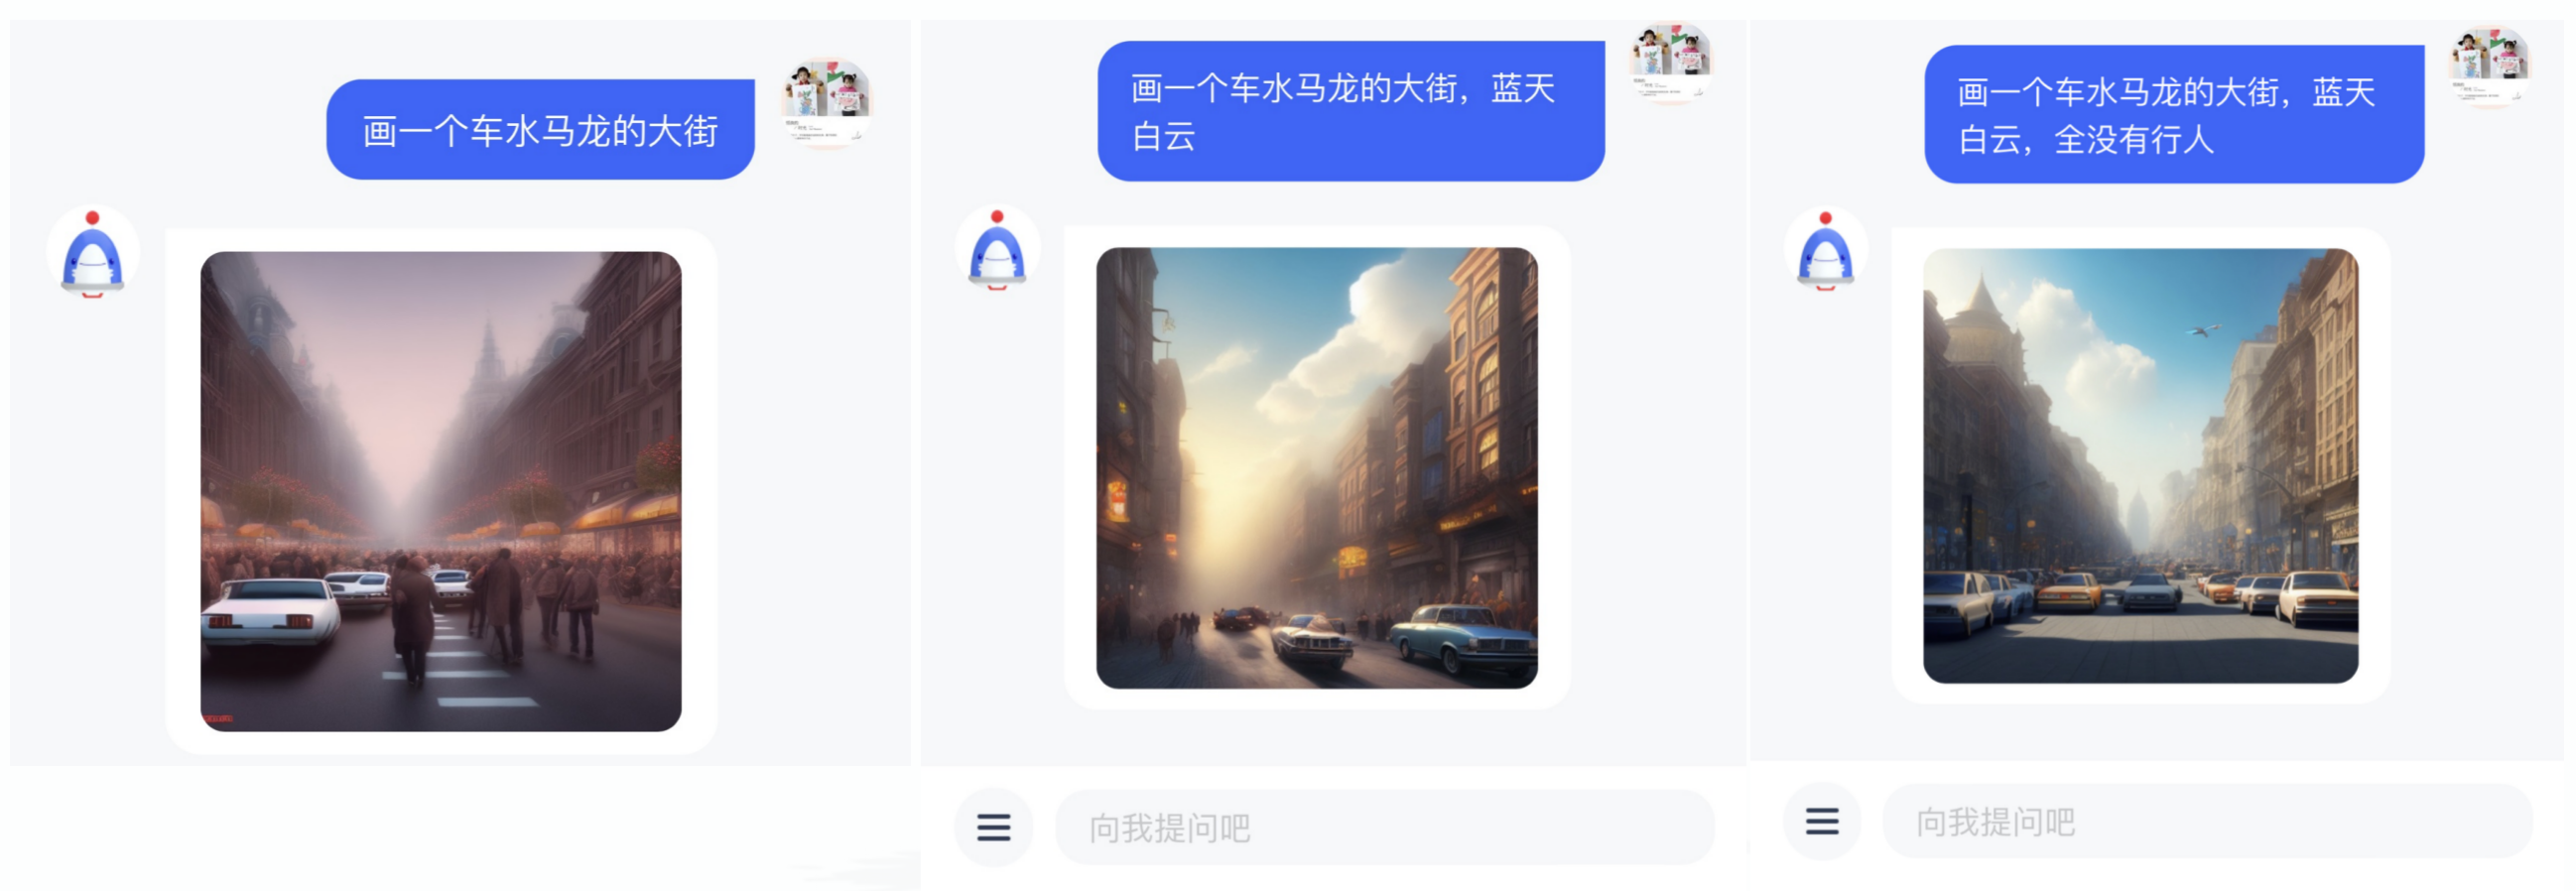 画一个车水马龙的大街
画一个车水马龙的大街，蓝天
白云
向我提问吧
画一个车水马龙的大街，蓝天
白云，全没有行人
向我提问吧